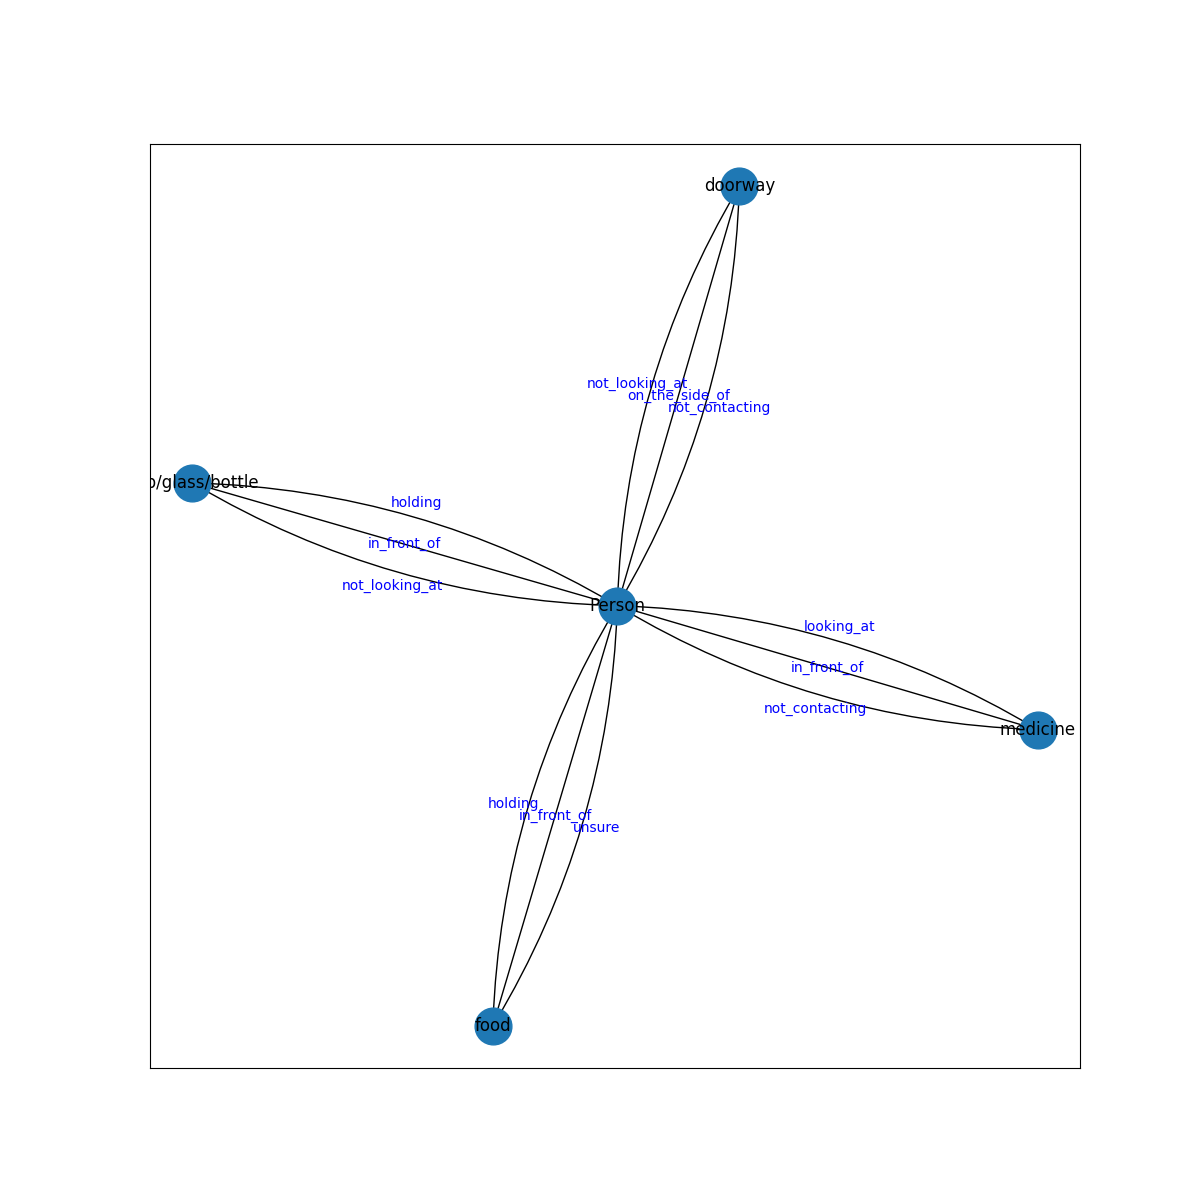 doorway
not_looking_at
on_the_side_of
not_contacting
/glass/bottle
holding
in_front_of
not_looking_at
Person
looking_at
in_front_of
not_contacting
medicine
holding
in_front_of
unsure
food